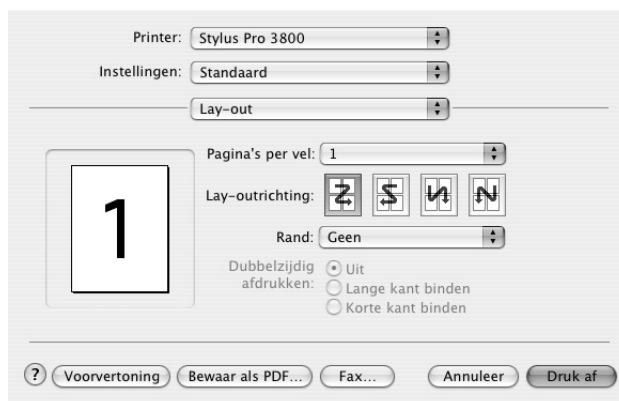 Printer: Stylus Pro 3800
Instellingen: Standaard
Lay-out
Pagina's per vel: 1
1
Lay-outrichting:
Rand: Geen
Dubbelzijdig afdrukken: Uit
Lange kant binden
Korte kant binden
? Voorvertoning Bewaar als PDF... Fax... Annuleer Druk af